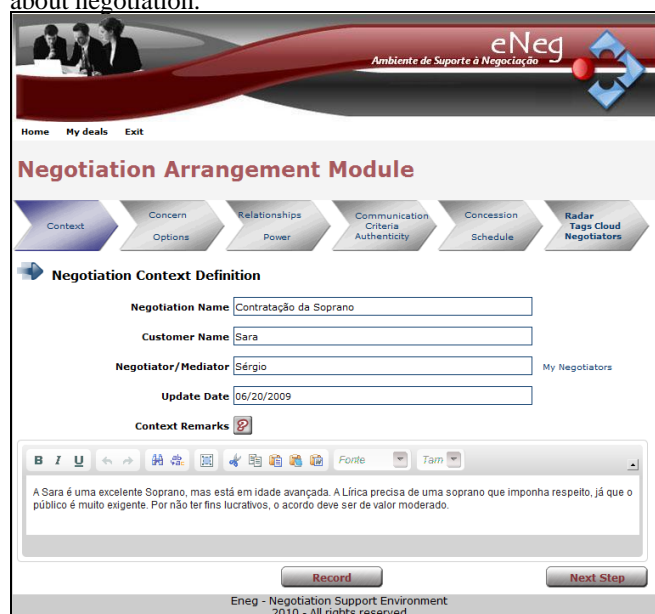 about negotiation.
eNeg
Ambiente de Suporte à Negociação
Home My deals Exit
Negotiation Arrangement Module
Context
Concern
Options
Relationships
Power
Communication
Criteria
Authenticity
Concession
Schedule
Radar
Tags Cloud
Negotiators
Negotiation Context Definition
Negotiation Name Contratação da Soprano
Customer Name Sara
Negotiator/Mediator Sérgio My Negotiators
Update Date 06/20/2009
Context Remarks ?
B I U Fonte Tam
A Sara é uma excelente Soprano, mas está em idade avançada. A Lírica precisa de uma soprano que imponha respeito, já que o
público é muito exigente. Por não ter fins lucrativos, o acordo deve ser de valor moderado.
Record Next Step
Eneg - Negotiation Support Environment
2010 - All rights reserved